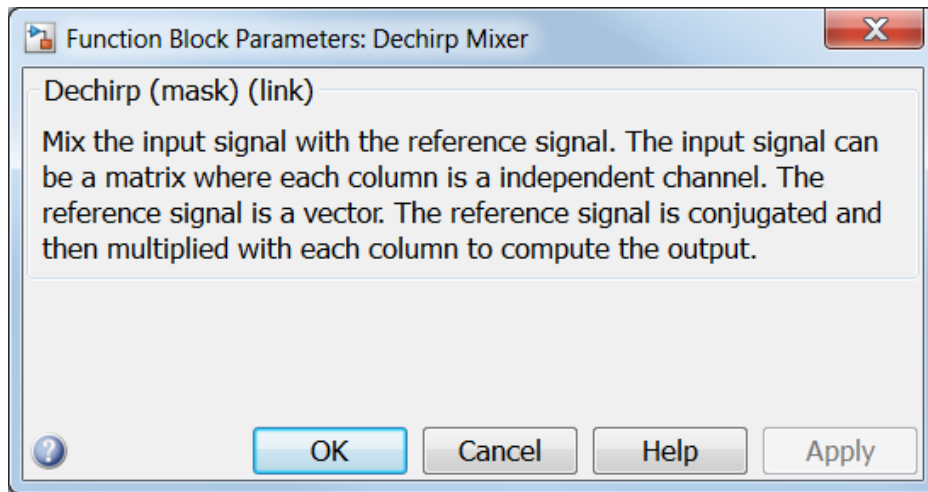 Function Block Parameters: Dechirp Mixer
Dechirp (mask) (link)
Mix the input signal with the reference signal. The input signal can
be a matrix where each column is a independent channel. The
reference signal is a vector. The reference signal is conjugated and
then multiplied with each column to compute the output.
OK Cancel Help Apply